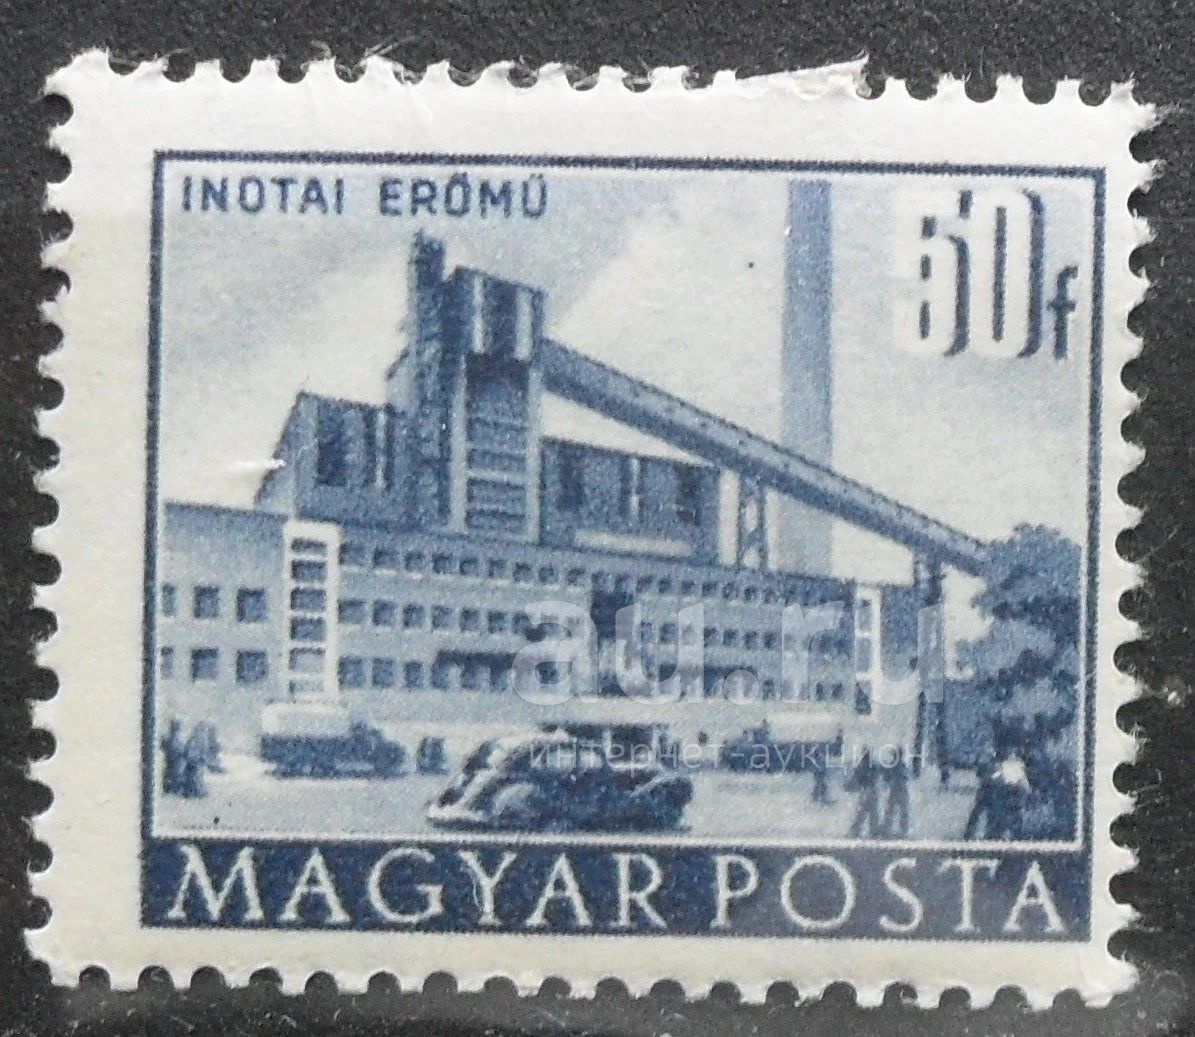 INOTAI ERŐMŰ
50f
au.ru
интернет-аукцион
MAGYAR POSTA